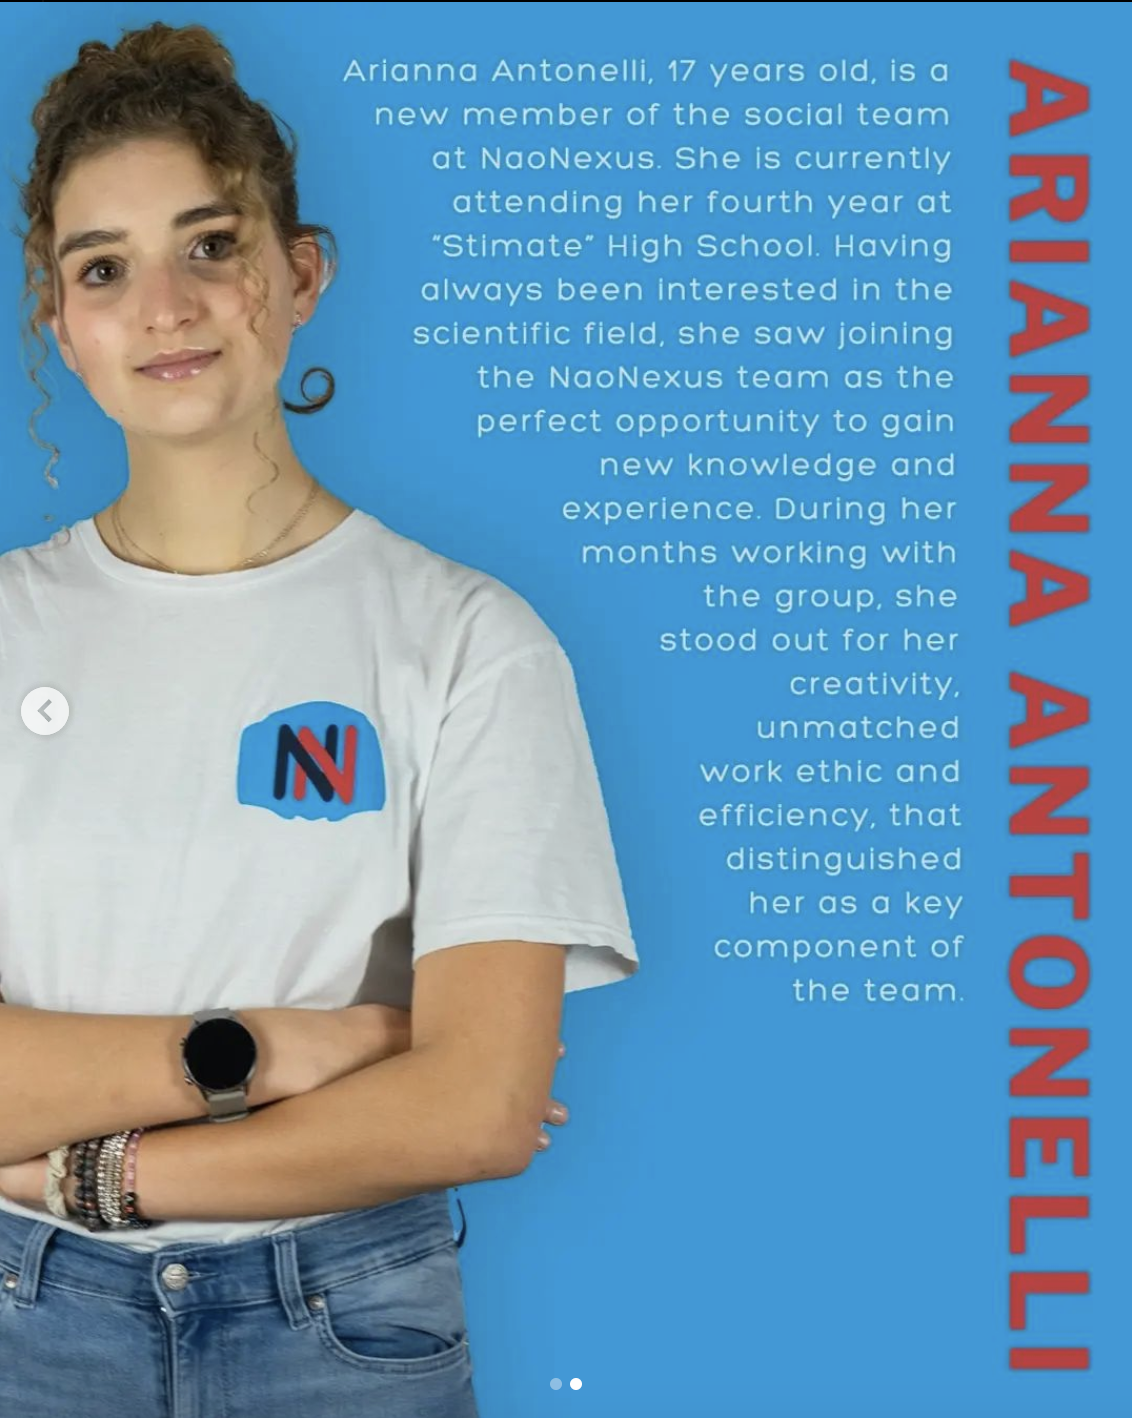 Arianna Antonelli, 17 years old, is a
new member of the social team
at NaoNexus. She is currently
attending her fourth year at
“Stimate” High School. Having
always been interested in the
scientific field, she saw joining
the NaoNexus team as the
perfect opportunity to gain
new knowledge and
experience. During her
months working with
the group, she
stood out for her
creativity,
unmatched
work ethic and
efficiency, that
distinguished
her as a key
component of
the team.
ARIANNA ANTONELLI
NN